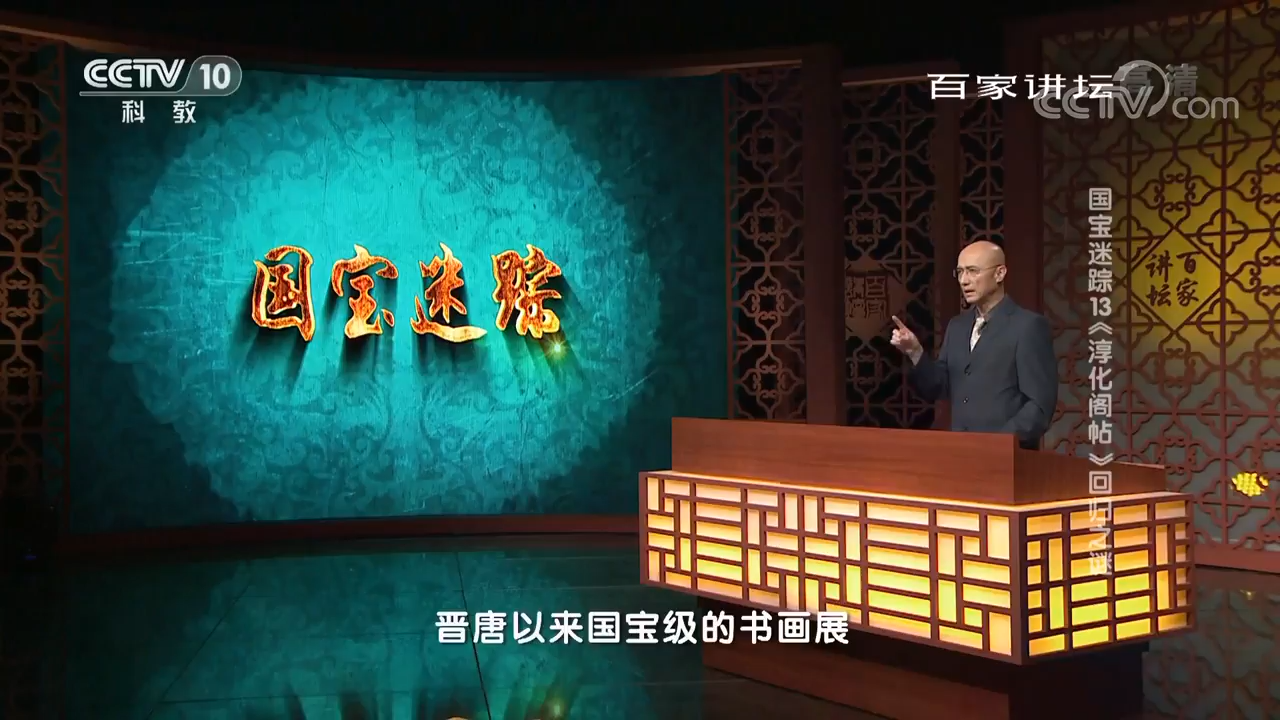 CCTV 10
科教
百家讲坛
高清
CCTV.com
国宝迷踪
国宝迷踪13《淳化阁帖》回归之谜
百家
讲坛
晋唐以来国宝级的书画展